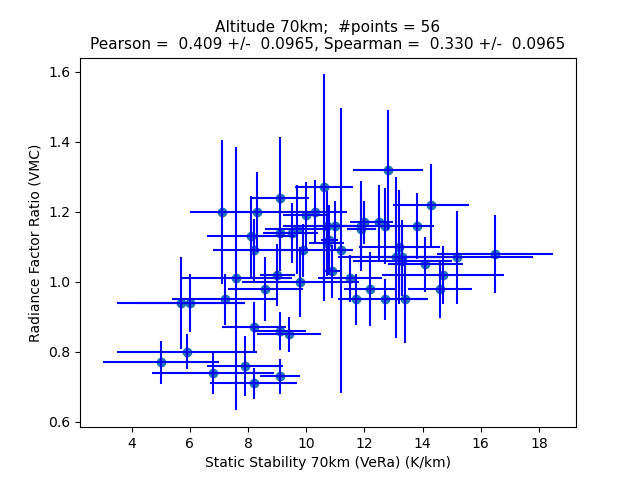 Altitude 70km;  #points = 56
Pearson =  0.409 +/-  0.0965, Spearman =  0.330 +/-  0.0965
1.6
1.4
1.2
1.0
0.8
0.6
Radiance Factor Ratio (VMC)
4 6 8 10 12 14 16 18
Static Stability 70km (VeRa) (K/km)